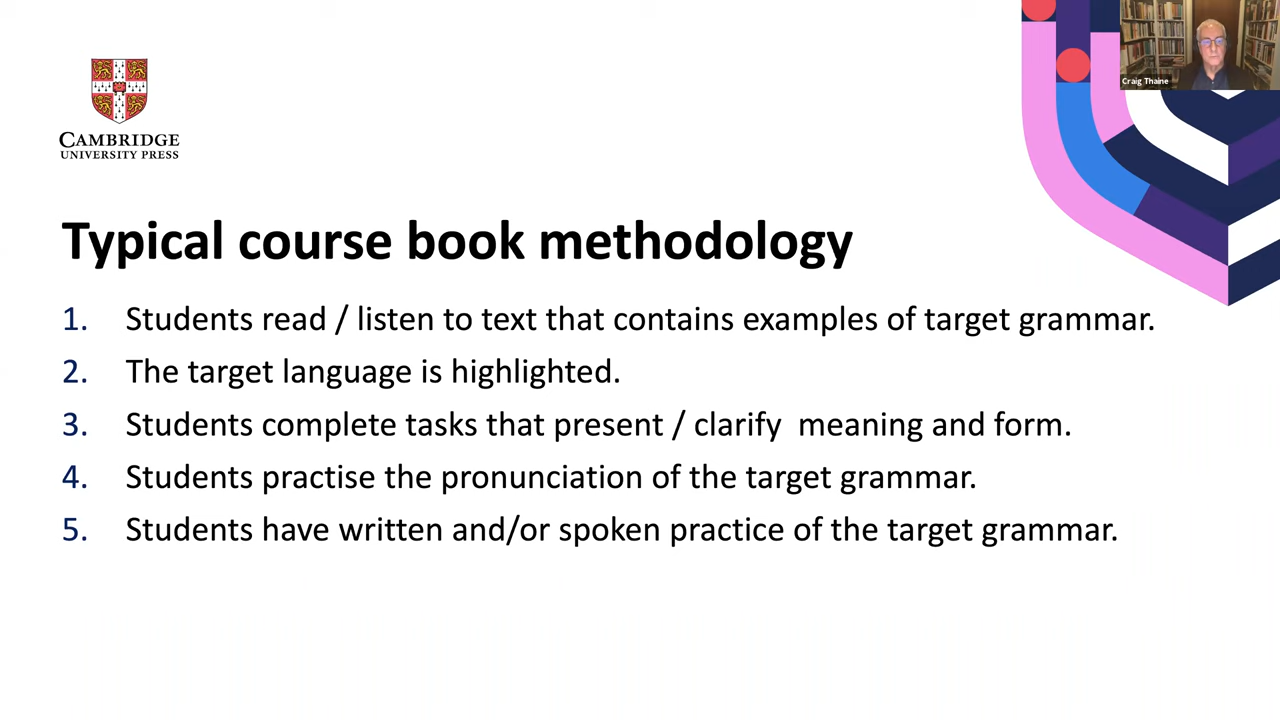 Craig Thaine
CAMBRIDGE
UNIVERSITY PRESS
Typical course book methodology
1. Students read / listen to text that contains examples of target grammar.
2. The target language is highlighted.
3. Students complete tasks that present / clarify  meaning and form.
4. Students practise the pronunciation of the target grammar.
5. Students have written and/or spoken practice of the target grammar.